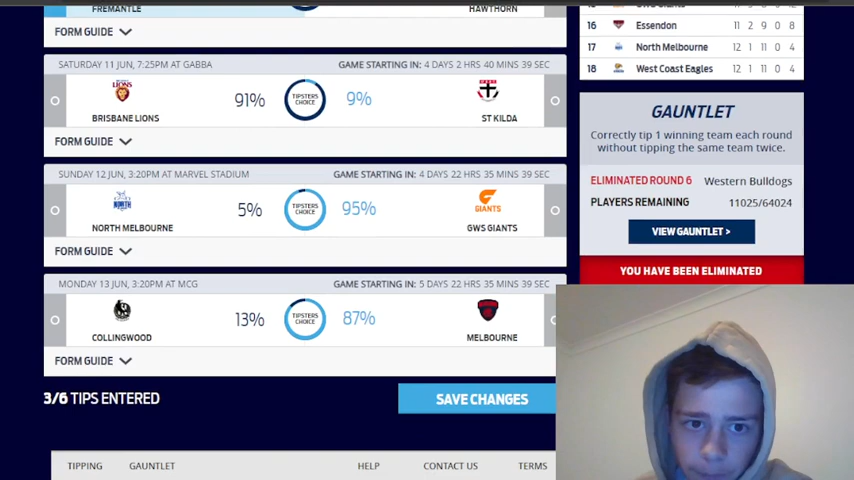 FREMANTLE
HAWTHORN
FORM GUIDE
SATURDAY 11 JUN, 7:25PM AT GABBA
GAME STARTING IN: 4 DAYS 2 HRS 40 MINS 39 SEC
LIONS
91%
TIPSTERS CHOICE
9%
BRISBANE LIONS
ST KILDA
FORM GUIDE
SUNDAY 12 JUN, 3:20PM AT MARVEL STADIUM
GAME STARTING IN: 4 DAYS 22 HRS 35 MINS 39 SEC
NORTH
5%
TIPSTERS CHOICE
95%
GIANTS
NORTH MELBOURNE
GWS GIANTS
FORM GUIDE
MONDAY 13 JUN, 3:20PM AT MCG
GAME STARTING IN: 5 DAYS 22 HRS 35 MINS 39 SEC
13%
TIPSTERS CHOICE
87%
COLLINGWOOD
MELBOURNE
FORM GUIDE
3/6 TIPS ENTERED
SAVE CHANGES
TIPPING GAUNTLET HELP CONTACT US TERMS
16 Essendon 11 2 9 0 8
17 North Melbourne 12 1 11 0 4
18 West Coast Eagles 12 1 11 0 4
GAUNTLET
Correctly tip 1 winning team each round
without tipping the same team twice.
ELIMINATED ROUND 6 Western Bulldogs
PLAYERS REMAINING 11025/64024
VIEW GAUNTLET >
YOU HAVE BEEN ELIMINATED